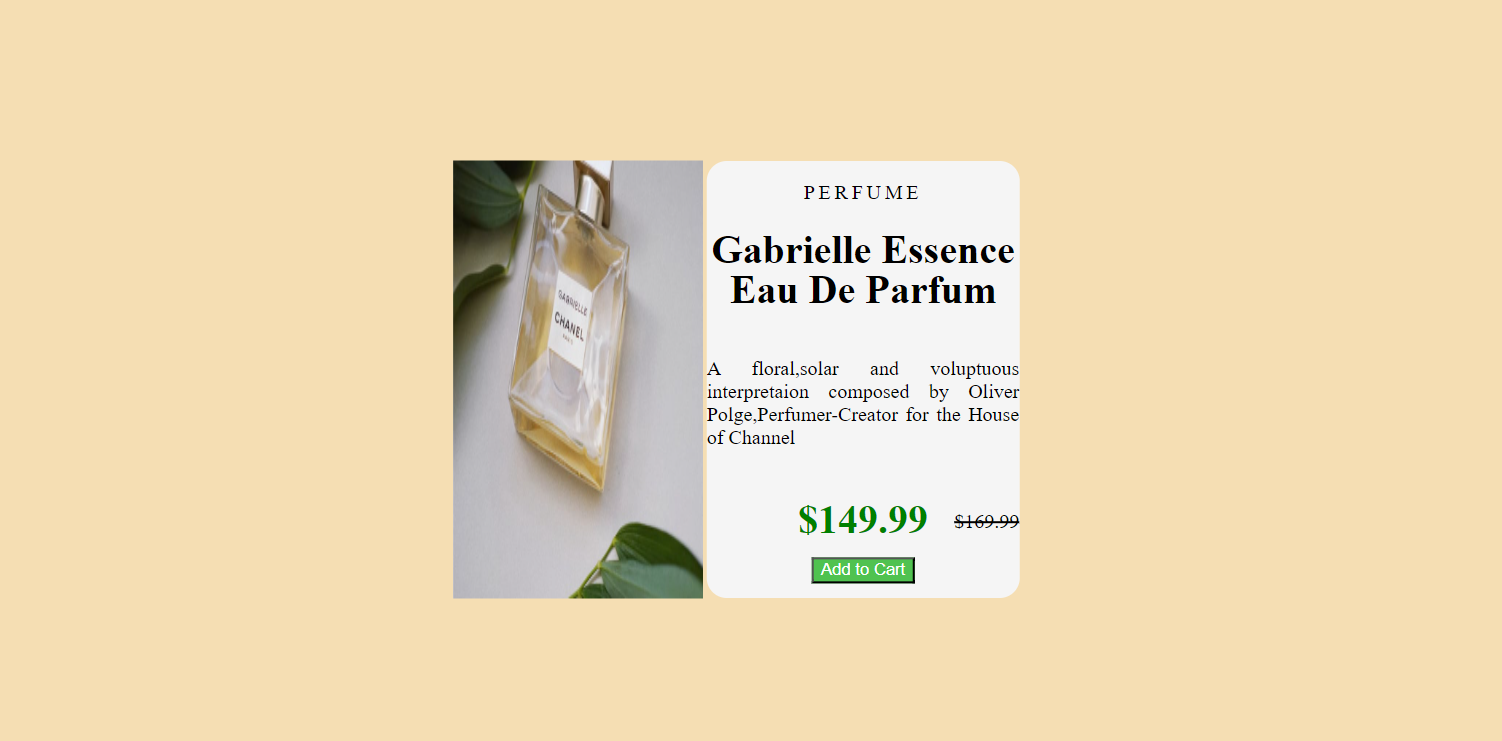 GABRIELLE
CHANEL
PARIS
PERFUME
Gabrielle Essence
Eau De Parfum
A floral,solar and voluptuous
interpretaion composed by Oliver
Polge,Perfumer-Creator for the House
of Channel
$149.99 $169.99
Add to Cart